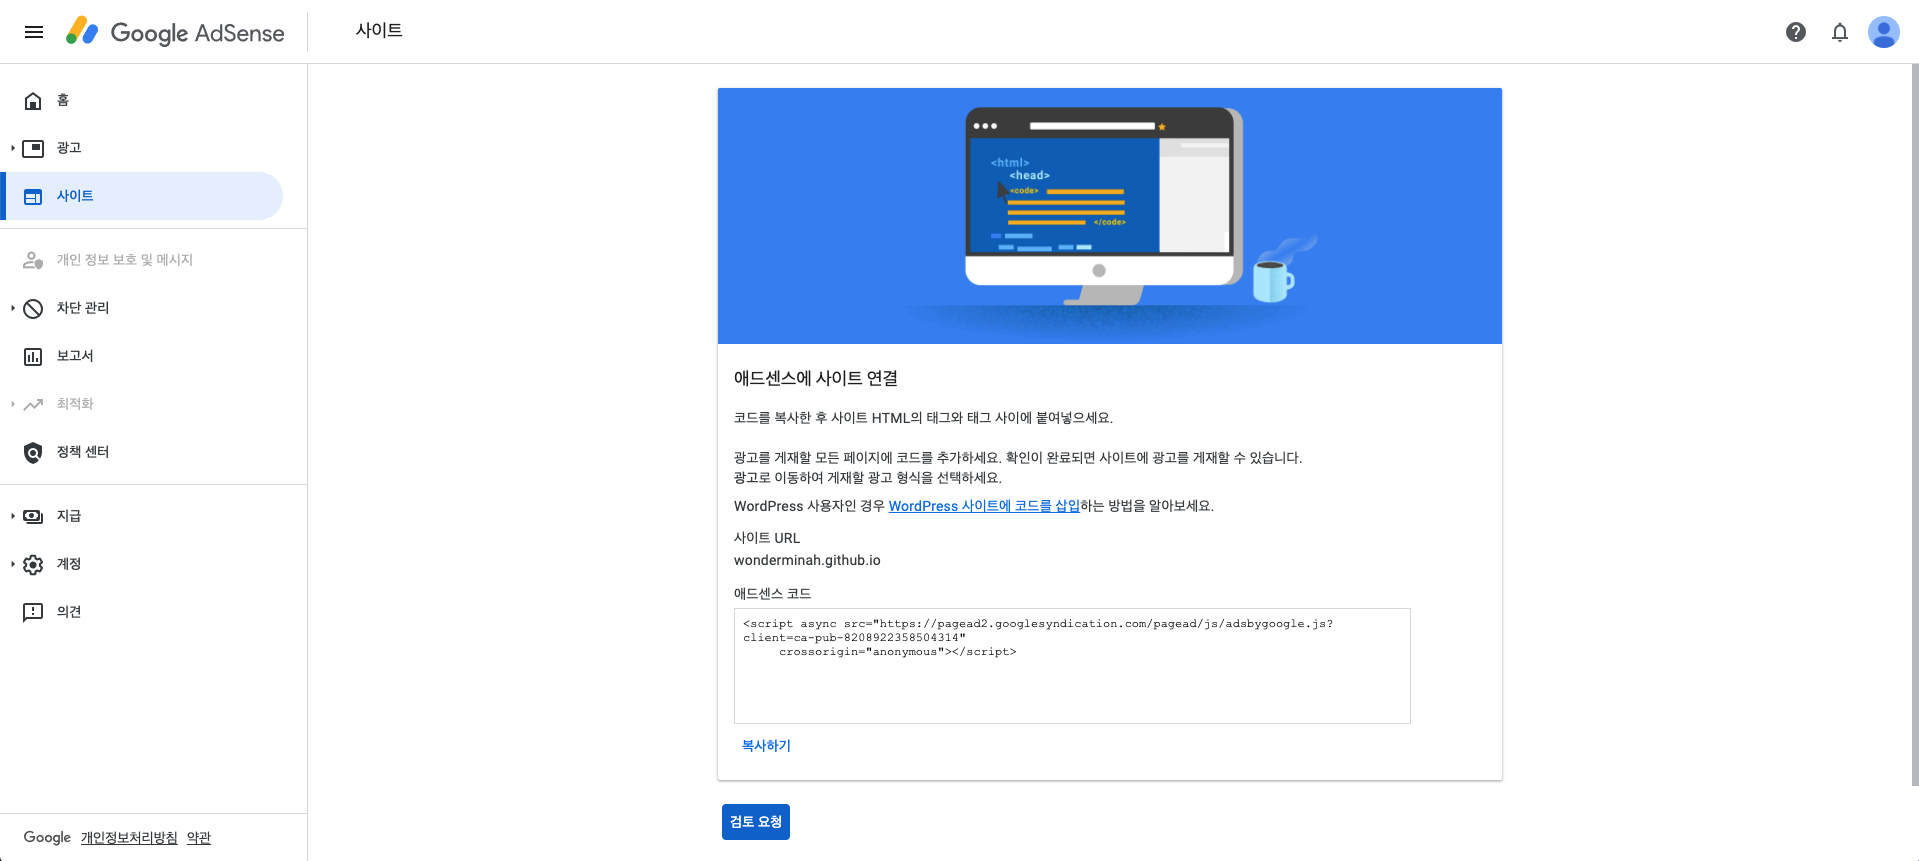 Google AdSense
사이트
홈
광고
사이트
개인 정보 보호 및 메시지
차단 관리
보고서
최적화
정책 센터
지급
계정
의견
Google 개인정보처리방침 약관
<html>
<head>
<code>
</code>
애드센스에 사이트 연결
코드를 복사한 후 사이트 HTML의 태그와 태그 사이에 붙여넣으세요.
광고를 게재할 모든 페이지에 코드를 추가하세요. 확인이 완료되면 사이트에 광고를 게재할 수 있습니다.
광고로 이동하여 게재할 광고 형식을 선택하세요.
WordPress 사용자인 경우 WordPress 사이트에 코드를 삽입하는 방법을 알아보세요.
사이트 URL
wonderminah.github.io
애드센스 코드
<script async src="https://pagead2.googlesyndication.com/pagead/js/adsbygoogle.js?
client=ca-pub-8208922358504314"
crossorigin="anonymous"></script>
복사하기
검토 요청